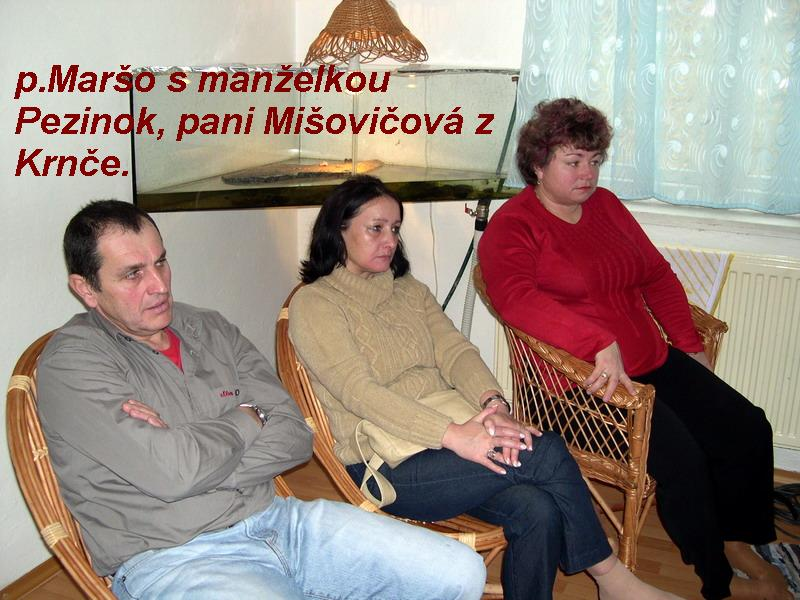 p.Maršo s manželkou
Pezinok, pani Mišovičová z
Krnče.